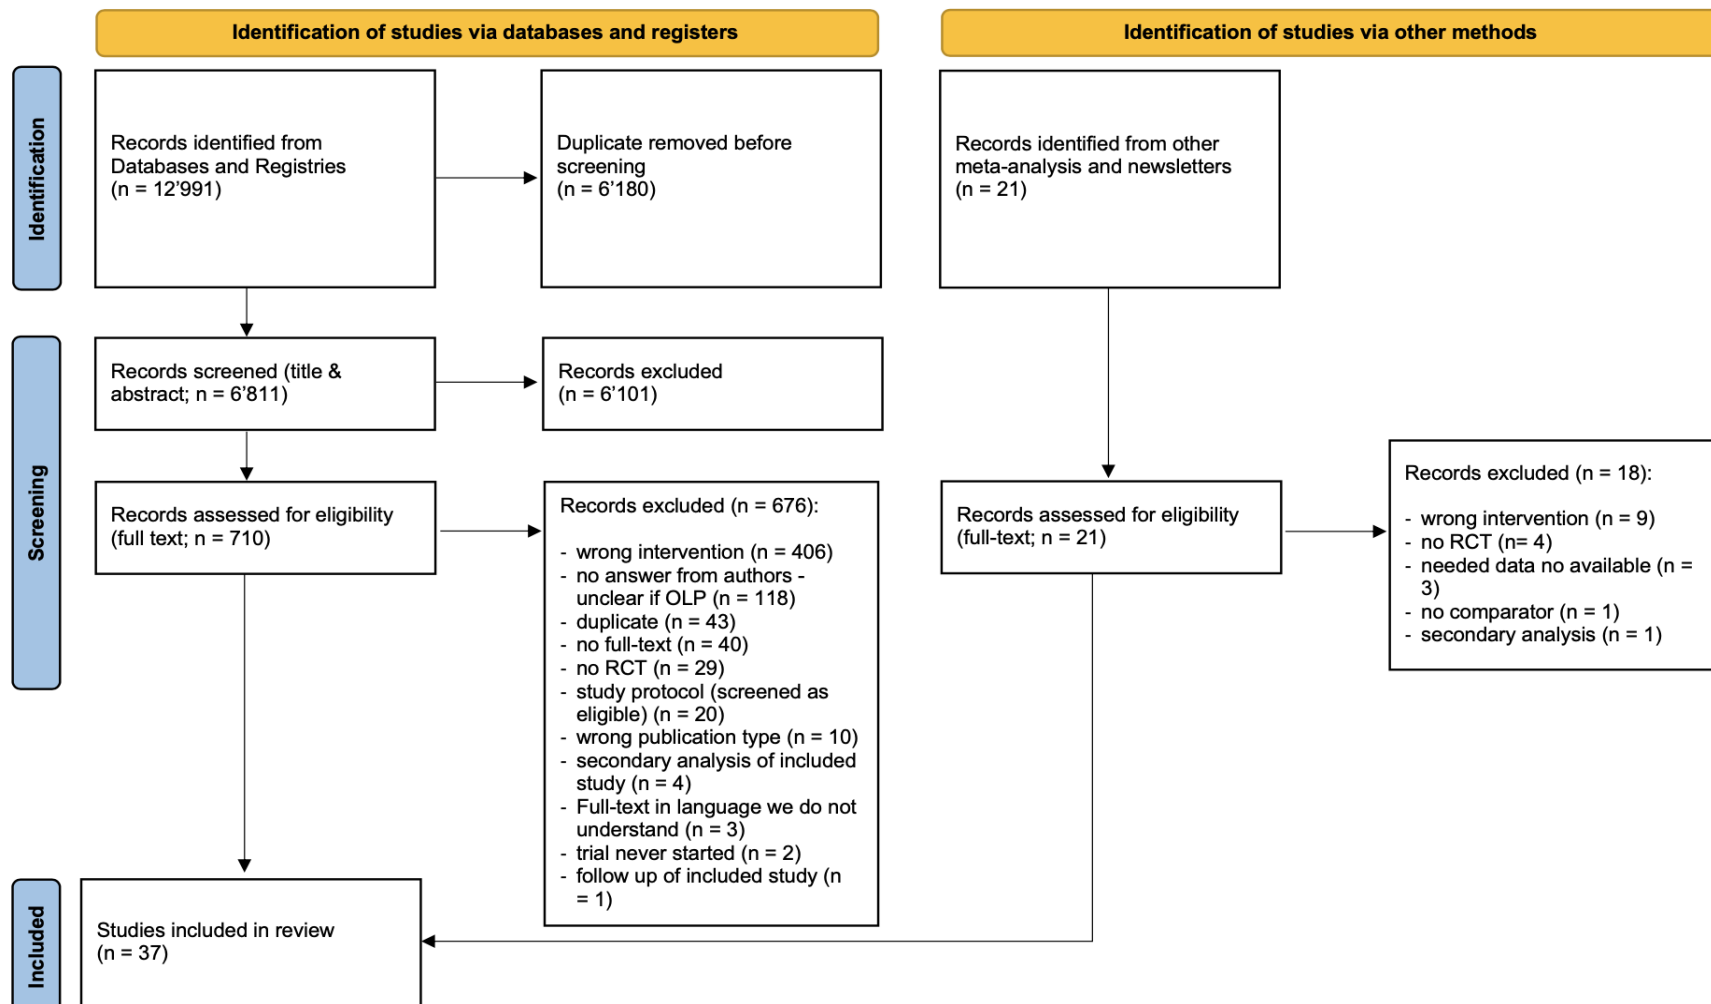 Identification of studies via databases and registers
Identification of studies via other methods
Identification
Records identified from
Databases and Registries
(n = 12’991)
Duplicate removed before
screening
(n = 6’180)
Records identified from other
meta-analysis and newsletters
(n = 21)
Screening
Records screened (title &
abstract; n = 6’811)
Records excluded
(n = 6’101)
Records assessed for eligibility
(full text; n = 710)
Records excluded (n = 676):
- wrong intervention (n = 406)
- no answer from authors -
unclear if OLP (n = 118)
- duplicate (n = 43)
- no full-text (n = 40)
- no RCT (n = 29)
- study protocol (screened as
eligible) (n = 20)
- wrong publication type (n = 10)
- secondary analysis of included
study (n = 4)
- Full-text in language we do not
understand (n = 3)
- trial never started (n = 2)
- follow up of included study (n
= 1)
Records assessed for eligibility
(full-text; n = 21)
Records excluded (n = 18):
- wrong intervention (n = 9)
- no RCT (n= 4)
- needed data no available (n =
3)
- no comparator (n = 1)
- secondary analysis (n = 1)
Included
Studies included in review
(n = 37)